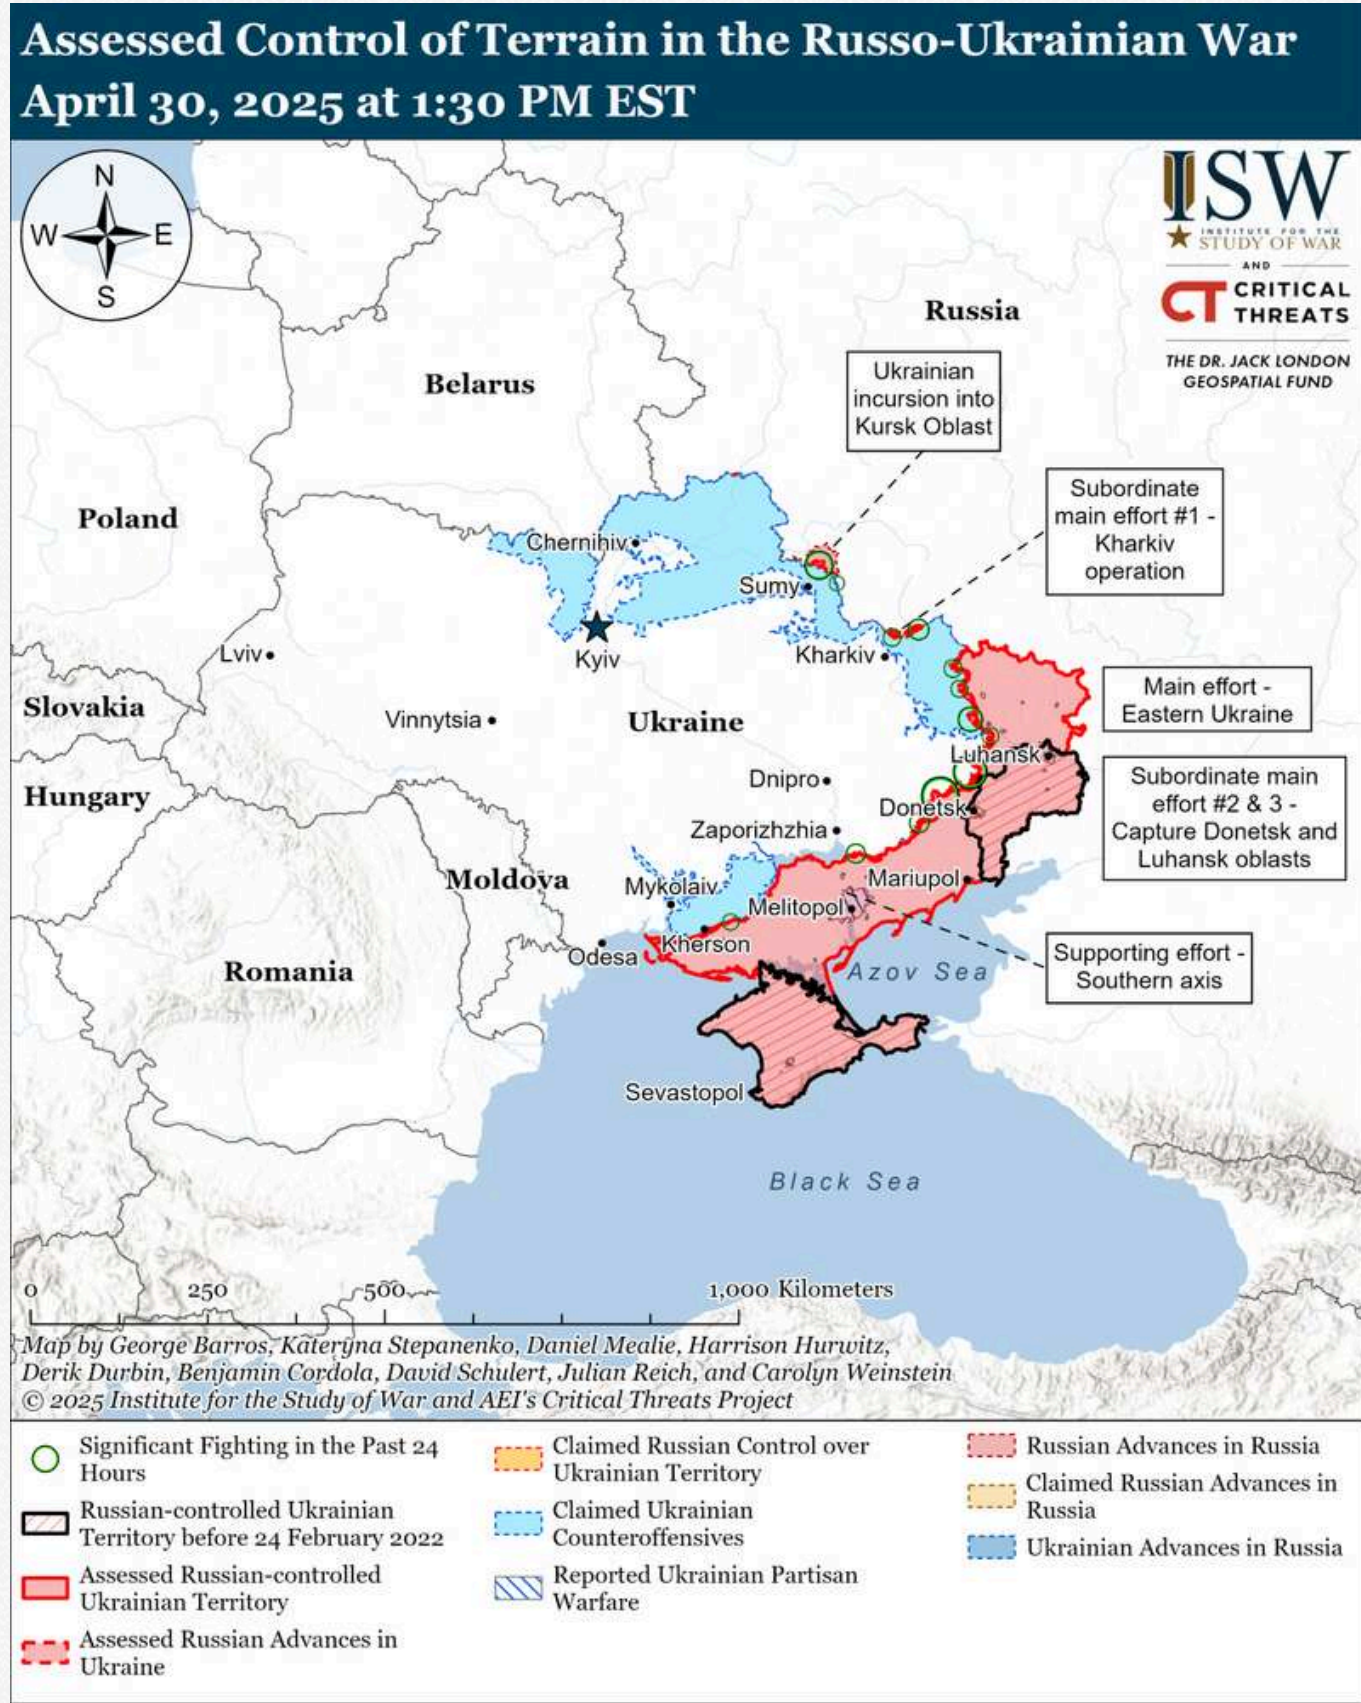 Assessed Control of Terrain in the Russo-Ukrainian War
April 30, 2025 at 1:30 PM EST
N
W
E
S
ISW
INSTITUTE FOR THE
STUDY OF WAR
AND
CT CRITICAL
THREATS
THE DR. JACK LONDON
GEOSPATIAL FUND
Russia
Ukrainian
incursion into
Kursk Oblast
Belarus
Subordinate
main effort #1 -
Kharkiv
operation
Poland
Chernihiv
Sumy
Lviv
Kyiv
Kharkiv
Slovakia
Main effort -
Eastern Ukraine
Vinnytsia
Ukraine
Luhansk
Hungary
Dnipro
Donetsk
Subordinate main
effort #2 & 3 -
Capture Donetsk and
Luhansk oblasts
Zaporizhzhia
Moldova
Mykolaiv
Mariupol
Melitopol
Odesa
Kherson
Romania
Azov Sea
Supporting effort -
Southern axis
Sevastopol
Black Sea
0
250
500
1,000 Kilometers
Map by George Barros, Kateryna Stepanenko, Daniel Mealie, Harrison Hurwitz,
Derik Durbin, Benjamin Cordola, David Schulert, Julian Reich, and Carolyn Weinstein
© 2025 Institute for the Study of War and AEI's Critical Threats Project
Significant Fighting in the Past 24
Hours
Russian-controlled Ukrainian
Territory before 24 February 2022
Assessed Russian-controlled
Ukrainian Territory
Assessed Russian Advances in
Ukraine
Claimed Russian Control over
Ukrainian Territory
Claimed Ukrainian
Counteroffensives
Reported Ukrainian Partisan
Warfare
Russian Advances in Russia
Claimed Russian Advances in
Russia
Ukrainian Advances in Russia